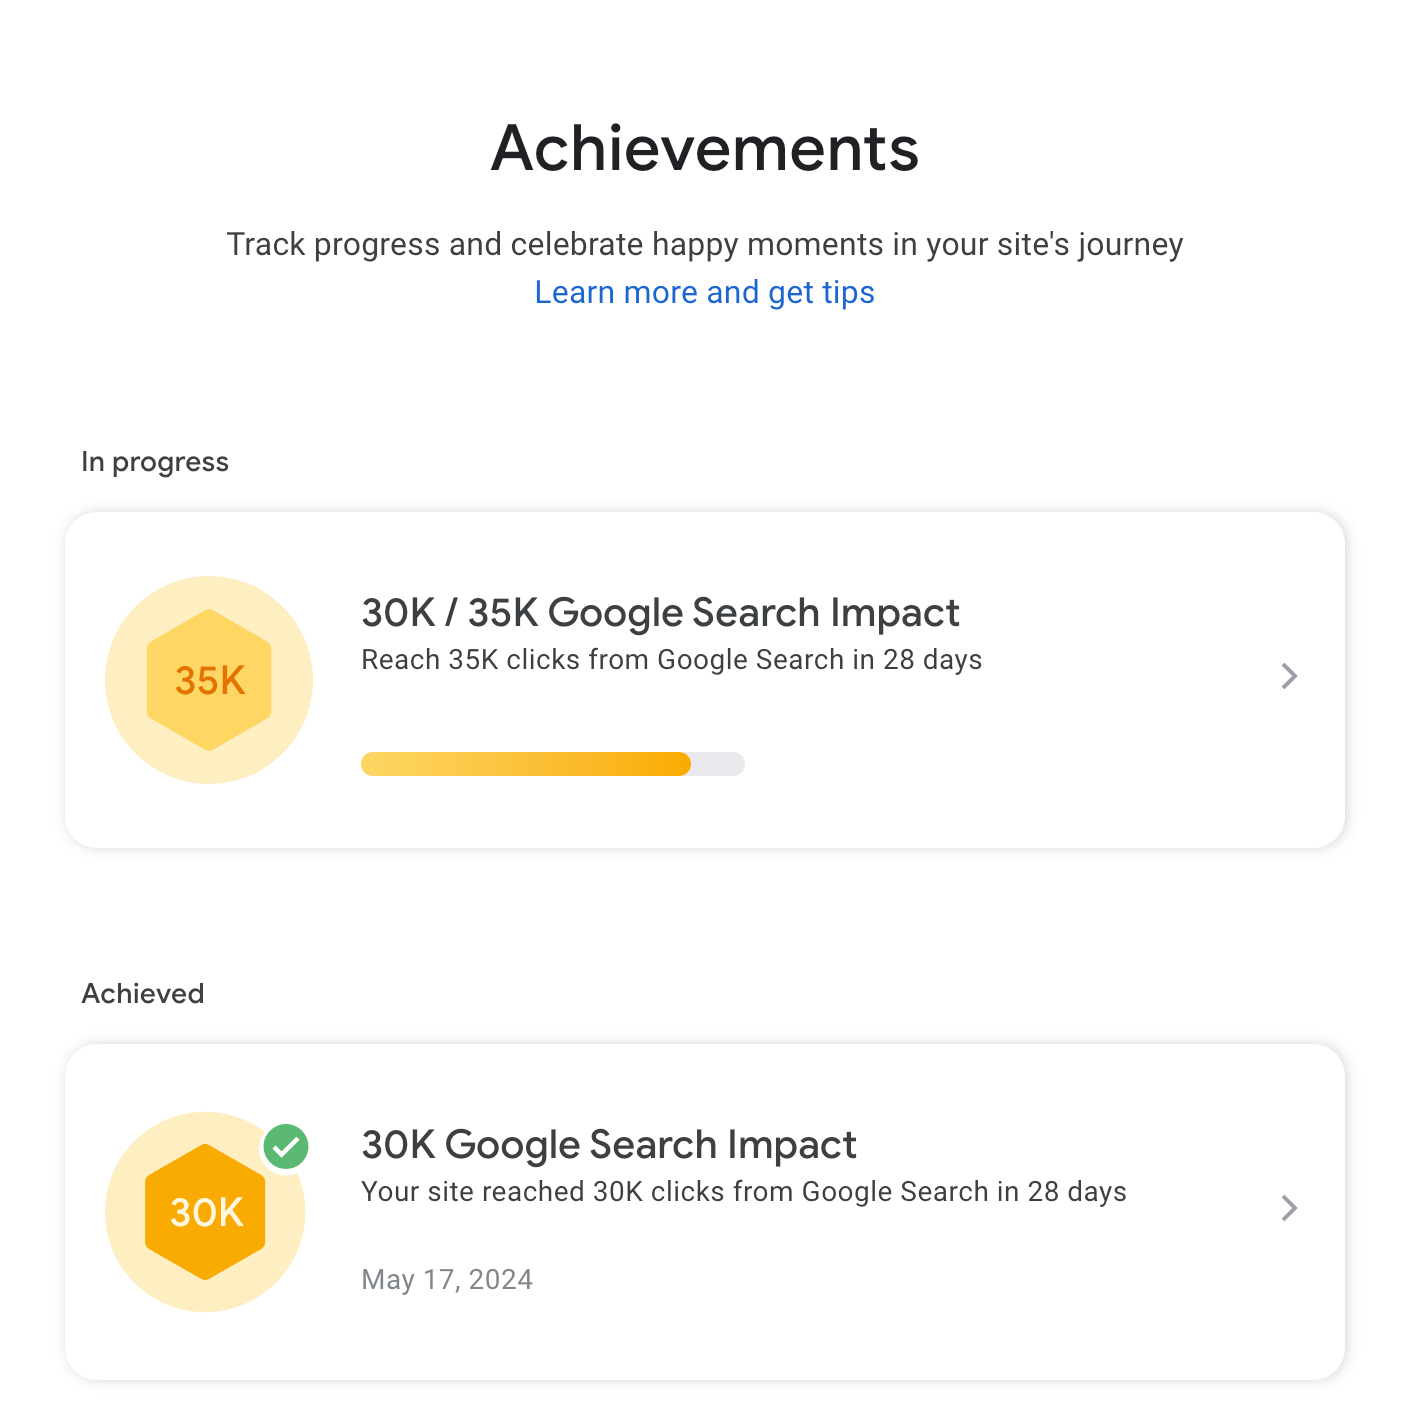 Achievements
Track progress and celebrate happy moments in your site's journey
Learn more and get tips
In progress
35K
30K / 35K Google Search Impact
Reach 35K clicks from Google Search in 28 days
Achieved
30K
30K Google Search Impact
Your site reached 30K clicks from Google Search in 28 days
May 17, 2024